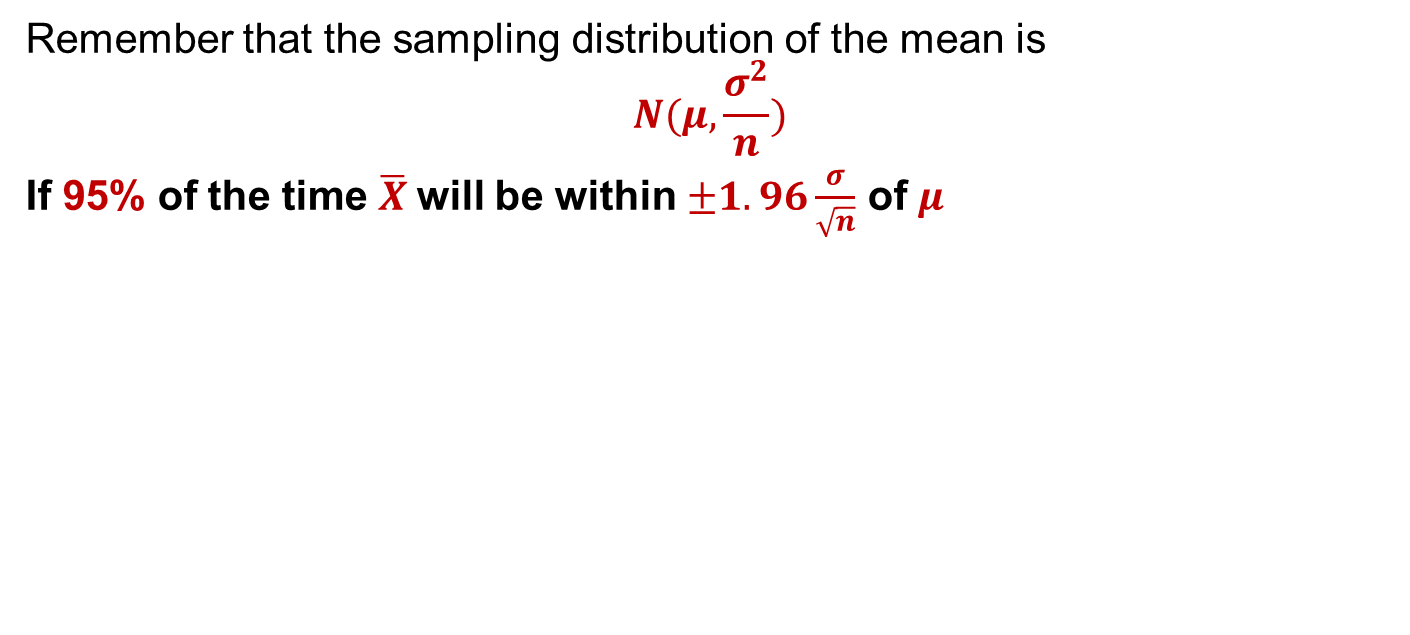 Remember that the sampling distribution of the mean is
N(μ, σ²/n)
If 95% of the time X̅ will be within ±1.96 σ/√n of μ